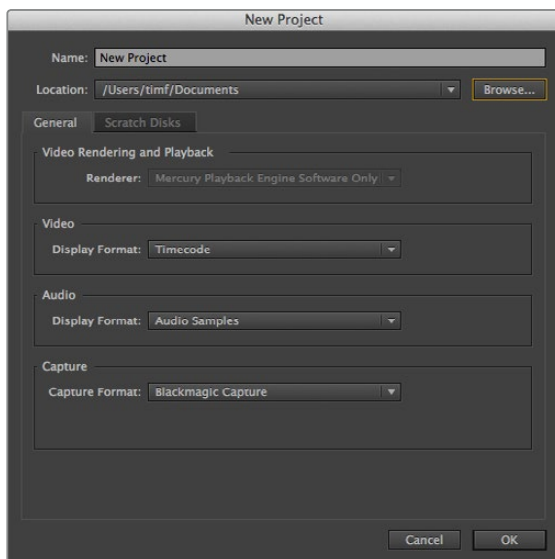 New Project
Name: New Project
Location: /Users/timf/Documents Browse...
General Scratch Disks
Video Rendering and Playback
Renderer: Mercury Playback Engine Software Only
Video
Display Format: Timecode
Audio
Display Format: Audio Samples
Capture
Capture Format: Blackmagic Capture
Cancel OK